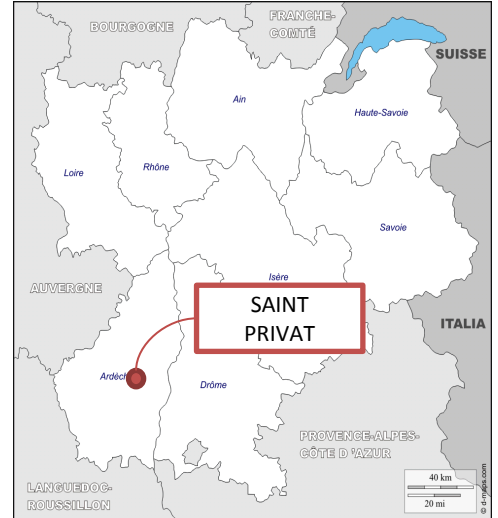 BOURGOGNE
FRANCHE-
COMTÉ
SUISSE
Ain
Haute-Savoie
Loire
Rhône
Savoie
Isère
AUVERGNE
SAINT
PRIVAT
ITALIA
Ardèch
Drôme
PROVENCE-ALPES-
CÔTE D 'AZUR
LANGUEDOC-
ROUSSILLON
40 km
20 mi
© d-maps.com